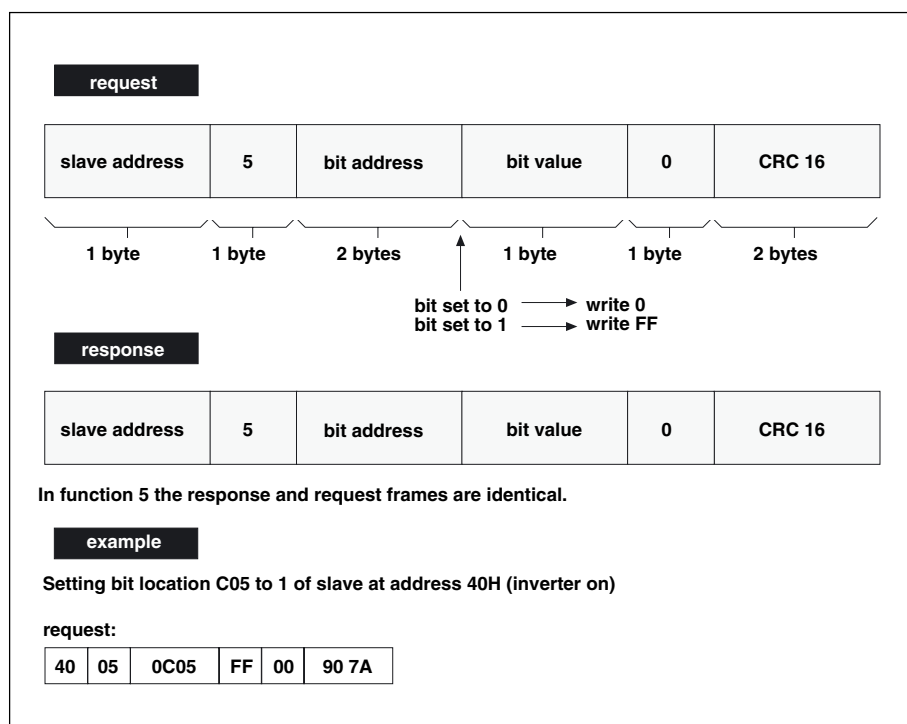 request
slave address 5 bit address bit value 0 CRC 16
1 byte 1 byte 2 bytes 1 byte 1 byte 2 bytes
bit set to 0 write 0
bit set to 1 write FF
response
slave address 5 bit address bit value 0 CRC 16
In function 5 the response and request frames are identical.
example
Setting bit location C05 to 1 of slave at address 40H (inverter on)
request:
40 05 0C05 FF 00 90 7A